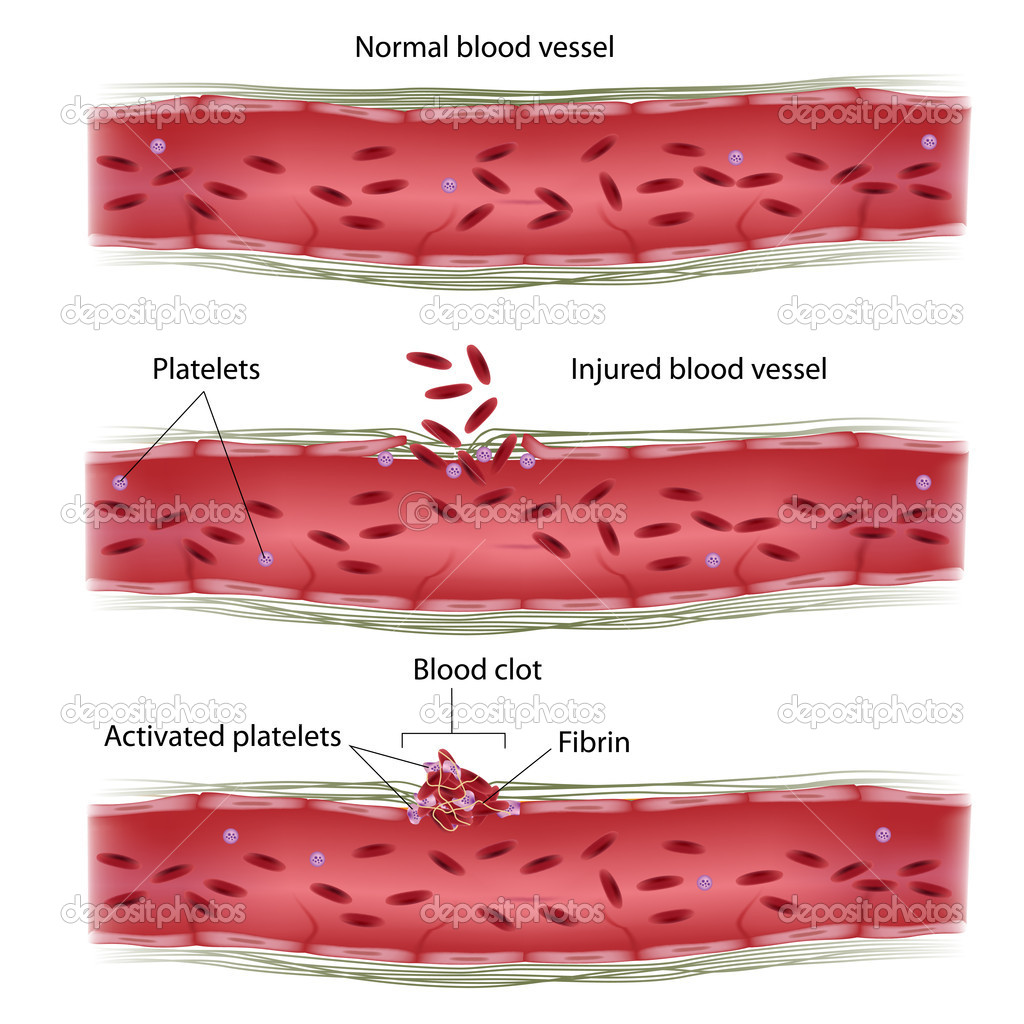 Normal blood vessel
depositphotos depositphotos depositphotos
depositphotos depositphotos depositphotos
Platelets
Injured blood vessel
depositphotos depositphotos depositphotos
Blood clot
depositphotos depositphotos depositphotos
Activated platelets
Fibrin
depositphotos depositphotos depositphotos